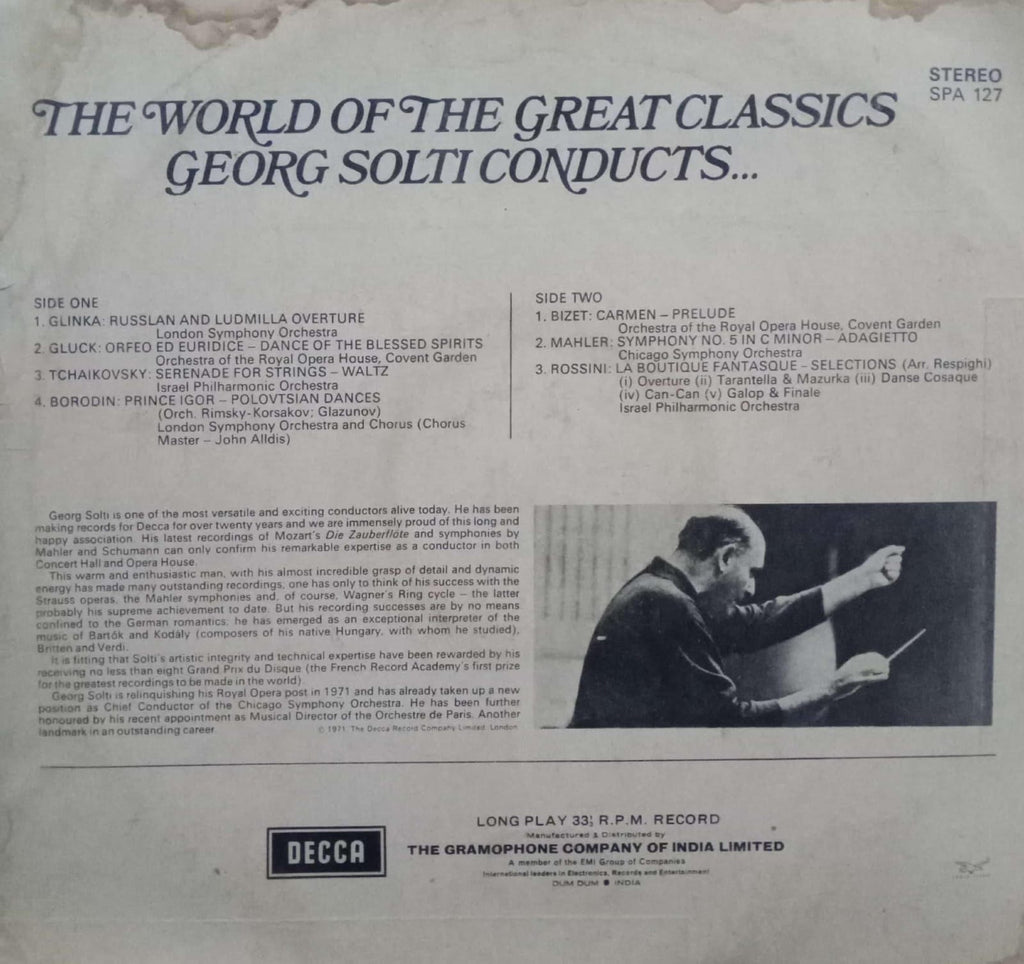 STEREO
SPA 127
THE WORLD OF THE GREAT CLASSICS
GEORG SOLTI CONDUCTS...
SIDE ONE
1. GLINKA: RUSSLAN AND LUDMILLA OVERTURE
London Symphony Orchestra
2. GLUCK: ORFEO ED EURIDICE – DANCE OF THE BLESSED SPIRITS
Orchestra of the Royal Opera House, Covent Garden
3. TCHAIKOVSKY: SERENADE FOR STRINGS – WALTZ
Israel Philharmonic Orchestra
4. BORODIN: PRINCE IGOR – POLOVTSIAN DANCES
(Orch. Rimsky-Korsakov; Glazunov)
London Symphony Orchestra and Chorus (Chorus
Master – John Alldis)
SIDE TWO
1. BIZET: CARMEN – PRELUDE
Orchestra of the Royal Opera House, Covent Garden
2. MAHLER: SYMPHONY NO. 5 IN C MINOR – ADAGIETTO
Chicago Symphony Orchestra
3. ROSSINI: LA BOUTIQUE FANTASQUE – SELECTIONS (Arr. Respighi)
(i) Overture (ii) Tarantella & Mazurka (iii) Danse Cosaque
(iv) Can-Can (v) Galop & Finale
Israel Philharmonic Orchestra
Georg Solti is one of the most versatile and exciting conductors alive today. He has been
making records for Decca for over twenty years and we are immensely proud of this long and
happy association. His latest recordings of Mozart's Die Zauberflöte and symphonies by
Mahler and Schumann can only confirm his remarkable expertise as a conductor in both
Concert Hall and Opera House.
This warm and enthusiastic man, with his almost incredible grasp of detail and dynamic
energy has made many outstanding recordings, one has only to think of his success with the
Strauss operas, the Mahler symphonies and, of course, Wagner's Ring cycle – the latter
probably his supreme achievement to date. But his recording successes are by no means
confined to the German romantics; he has emerged as an exceptional interpreter of the
music of Bartók and Kodály (composers of his native Hungary, with whom he studied),
Britten and Verdi.
It is fitting that Solti's artistic integrity and technical expertise have been rewarded by his
receiving no less than eight Grand Prix du Disque (the French Record Academy's first prize
for the greatest recordings to be made in the world).
Georg Solti is relinquishing his Royal Opera post in 1971 and has already taken up a new
position as Chief Conductor of the Chicago Symphony Orchestra. He has been further
honoured by his recent appointment as Musical Director of the Orchestre de Paris. Another
landmark in an outstanding career.
© 1971, The Decca Record Company Limited, London
DECCA
LONG PLAY 33⅓ R.P.M. RECORD
Manufactured & Distributed by
THE GRAMOPHONE COMPANY OF INDIA LIMITED
A member of the EMI Group of Companies
International leaders in Electronics, Records and Entertainment
DUM DUM ● INDIA